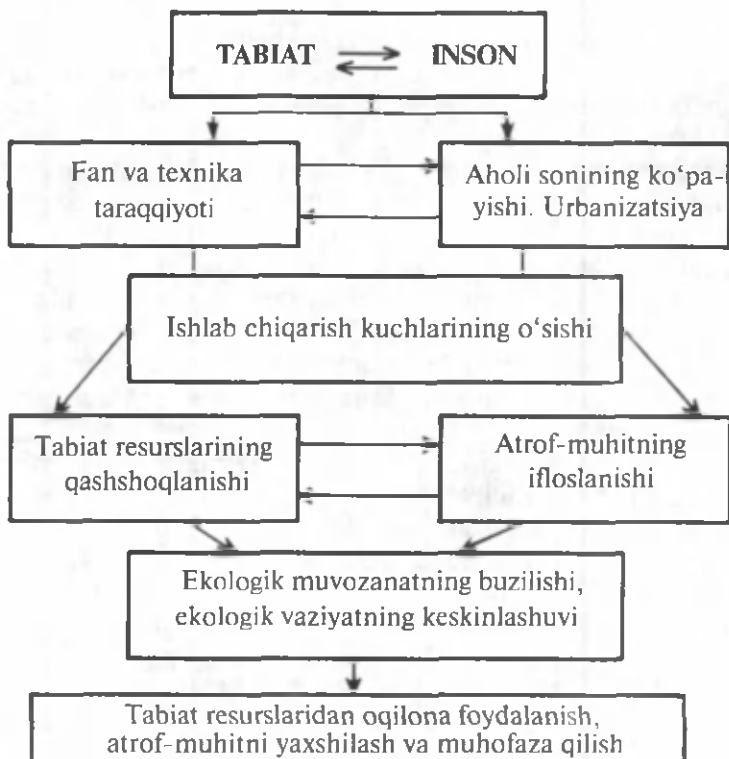 TABIAT INSON
Fan va texnika
taraqqiyoti
Aholi sonining ko‘pa-
yishi. Urbanizatsiya
Ishlab chiqarish kuchlarining o‘sishi
Tabiat resurslarining
qashshoqlanishi
Atrof-muhitning
ifloslanishi
Ekologik muvozanatning buzilishi,
ekologik vaziyatning keskinlashuvi
Tabiat resurslaridan oqilona foydalanish,
atrof-muhitni yaxshilash va muhofaza qilish